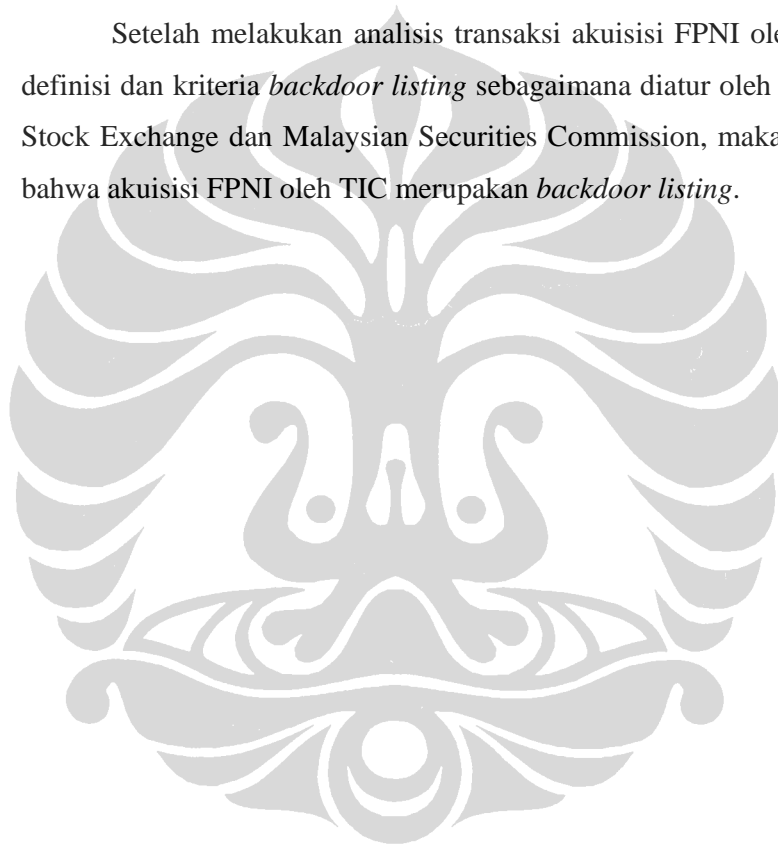 Setelah melakukan analisis transaksi akuisisi FPNI
definisi dan kriteria backdoor listing sebagaimana diatur oleh
Stock Exchange dan Malaysian Securities Commission, maka
bahwa akuisisi FPNI oleh TIC merupakan backdoor listing.